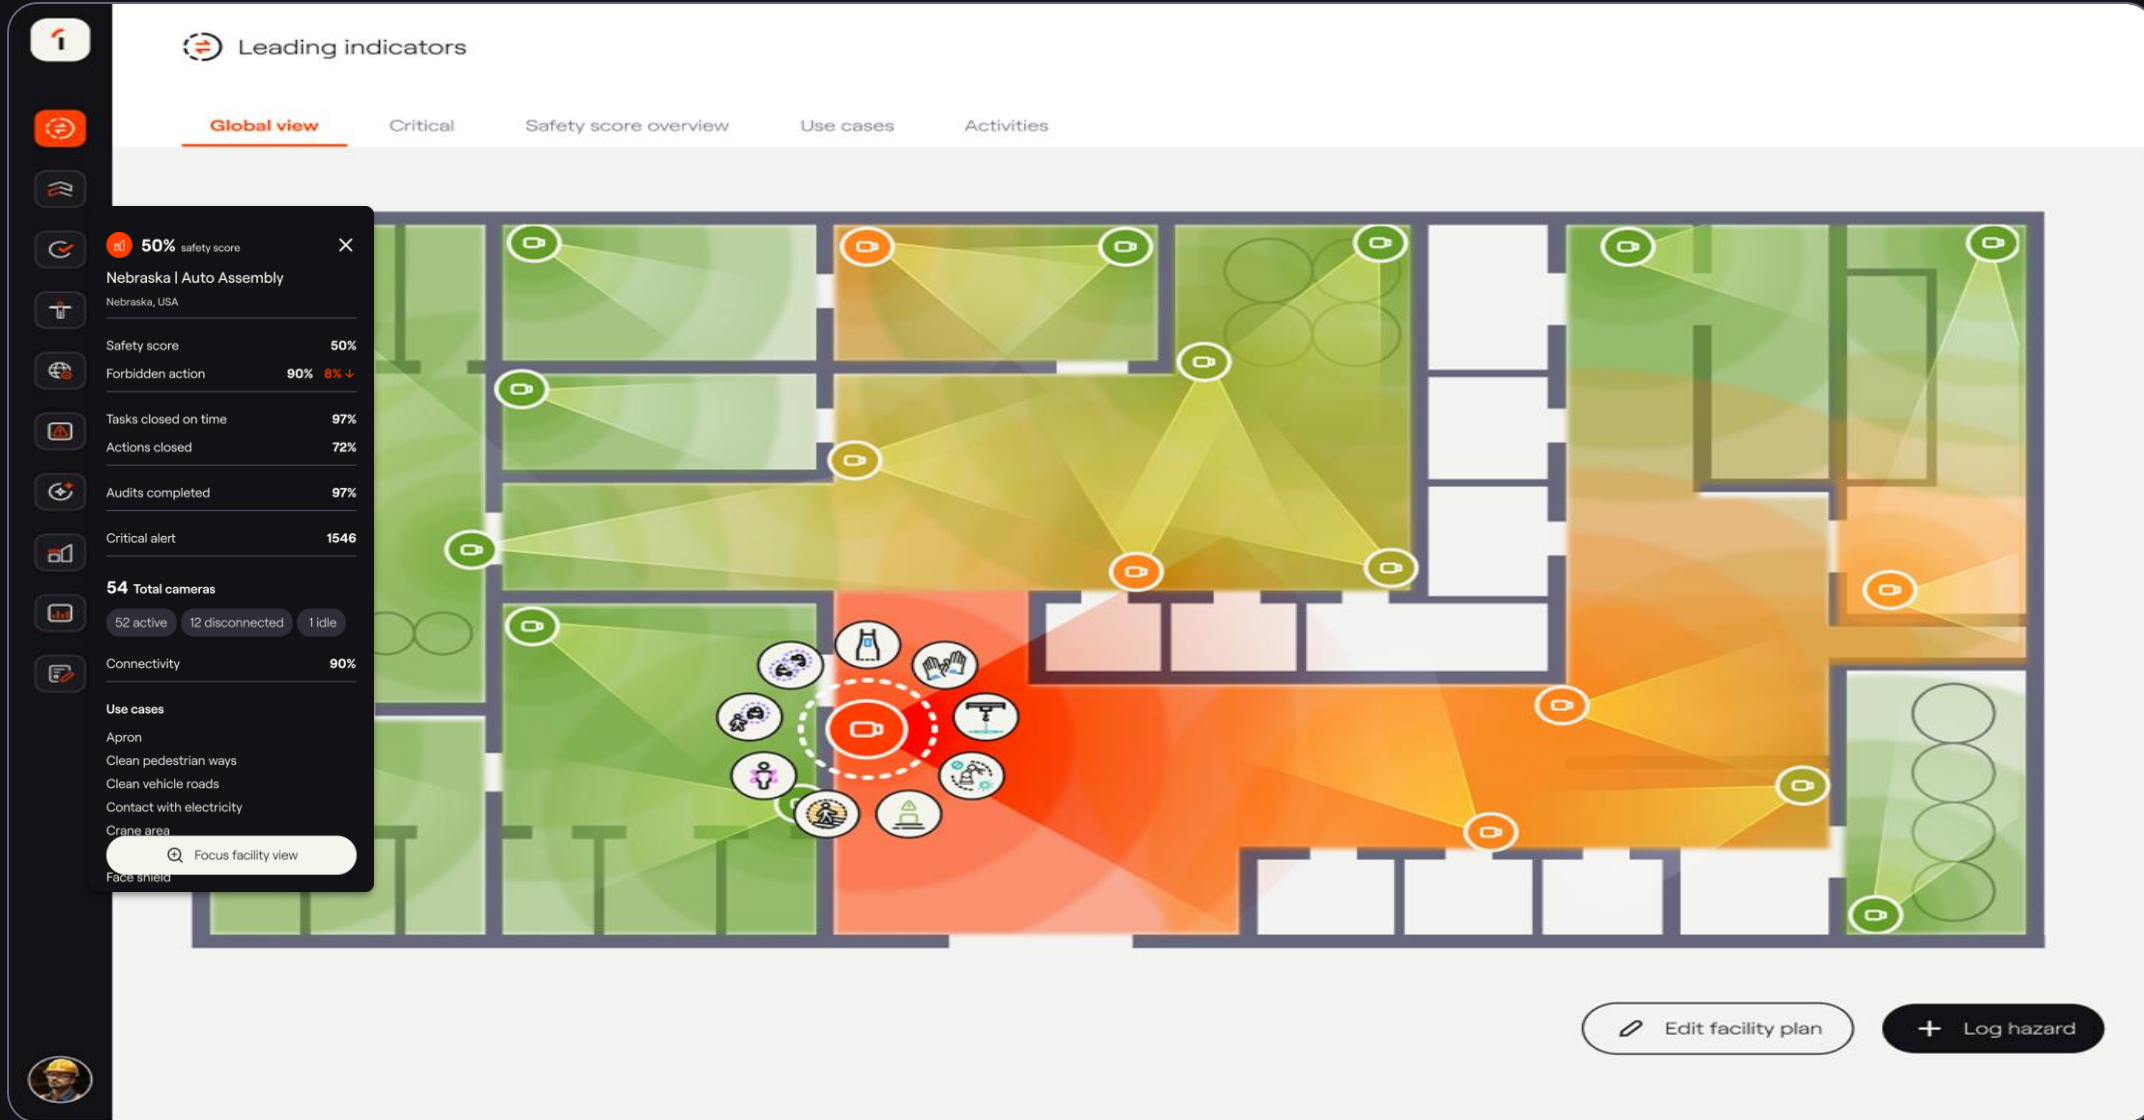 Leading indicators
Global view
Critical
Safety score overview
Use cases
Activities
50% safety score
Nebraska | Auto Assembly
Nebraska, USA
Safety score 50%
Forbidden action 90% 8% ↓
Tasks closed on time 97%
Actions closed 72%
Audits completed 97%
Critical alert 1546
54 Total cameras
52 active 12 disconnected 1 idle
Connectivity 90%
Use cases
Apron
Clean pedestrian ways
Clean vehicle roads
Contact with electricity
Crane area
Focus facility view
Face shield
Edit facility plan
+ Log hazard